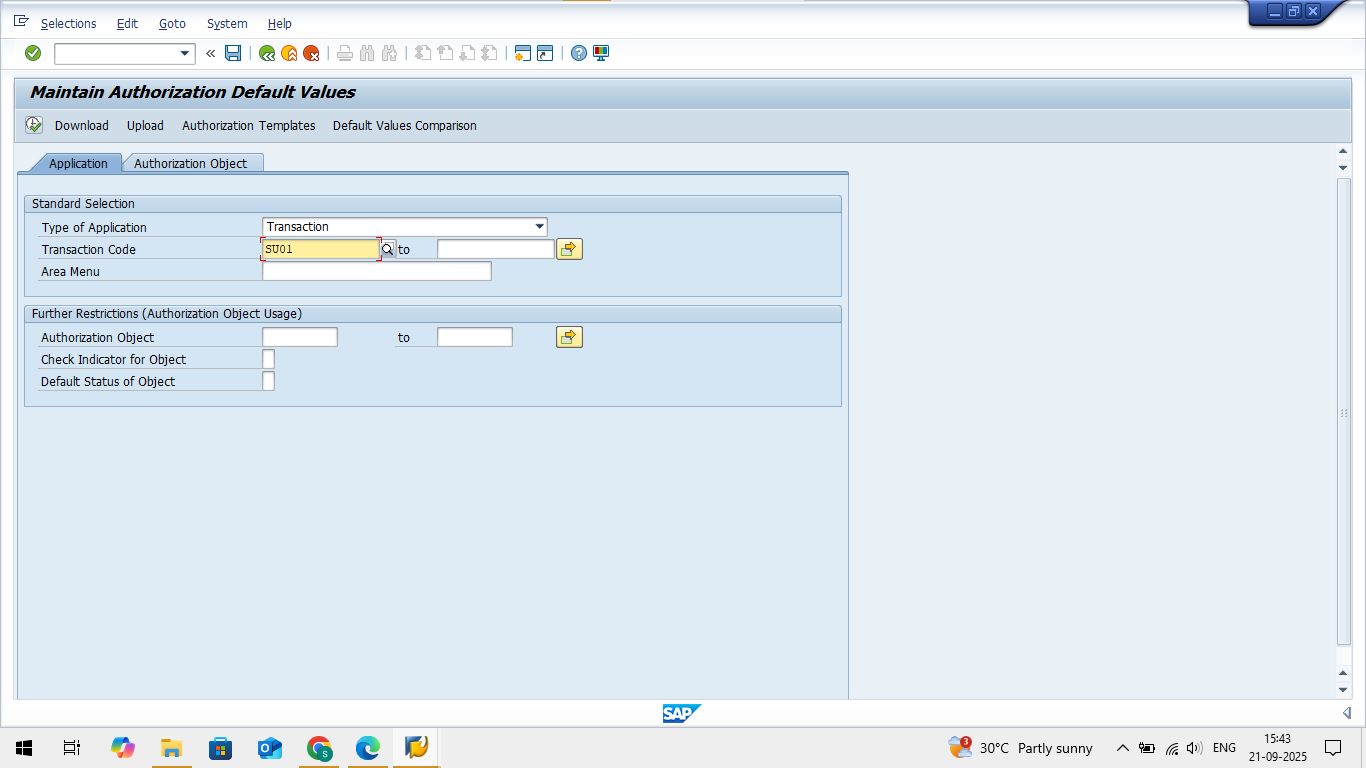 Selections Edit Goto System Help
Maintain Authorization Default Values
Download Upload Authorization Templates Default Values Comparison
Application Authorization Object
Standard Selection
Type of Application Transaction
Transaction Code SU01 to
Area Menu
Further Restrictions (Authorization Object Usage)
Authorization Object to
Check Indicator for Object
Default Status of Object
SAP
3 30°C Partly sunny ENG 15:43
21-09-2025